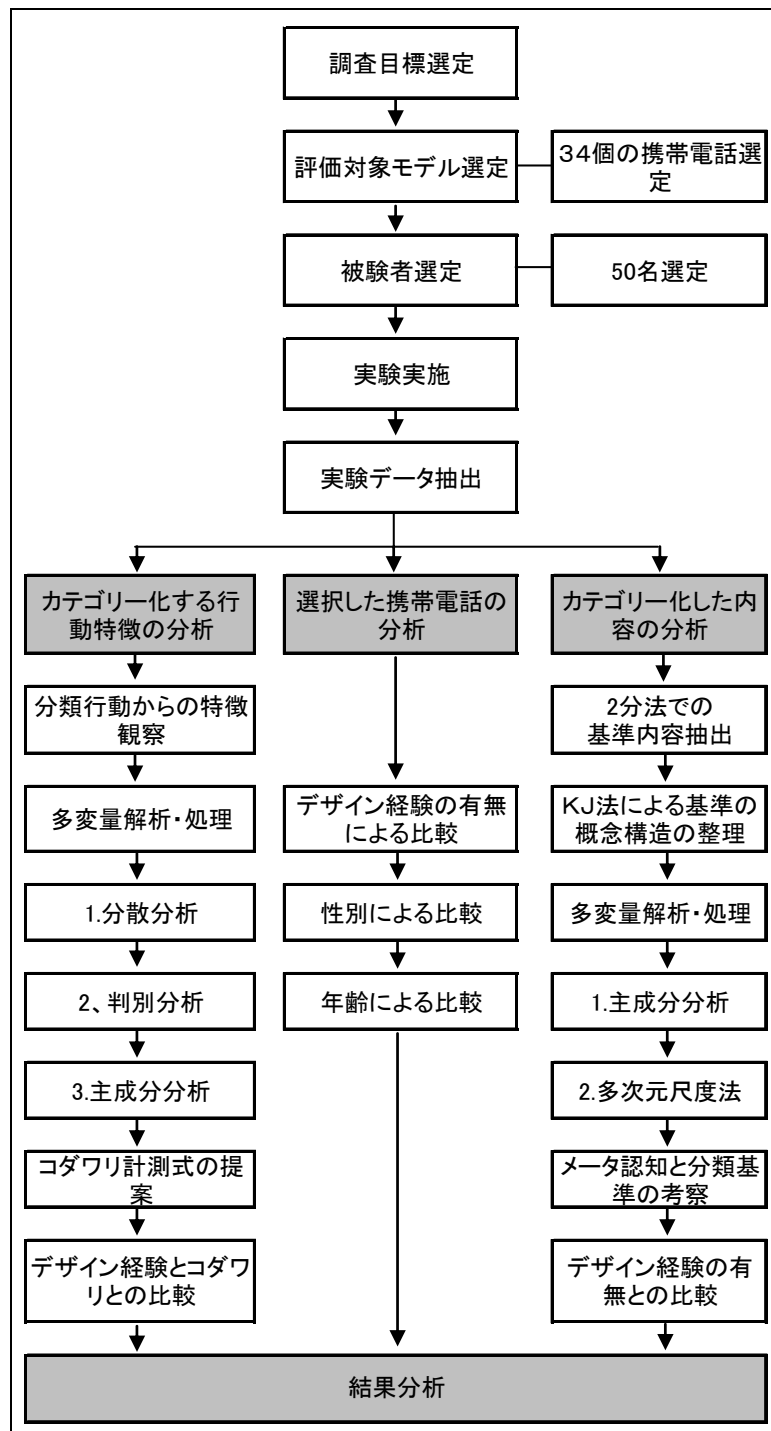 調査目標選定
評価対象モデル選定
３４個の携帯電話選
定
被験者選定
50名選定
実験実施
実験データ抽出
カテゴリー化する行
動特徴の分析
選択した携帯電話の
分析
カテゴリー化した内
容の分析
分類行動からの特徴
観察
2分法での
基準内容抽出
多変量解析・処理
デザイン経験の有無
による比較
ＫＪ法による基準の
概念構造の整理
1.分散分析
性別による比較
多変量解析・処理
2、判別分析
年齢による比較
1.主成分分析
3.主成分分析
2.多次元尺度法
コダワリ計測式の提
案
メータ認知と分類基
準の考察
デザイン経験とコダワ
リとの比較
デザイン経験の有
無との比較
結果分析